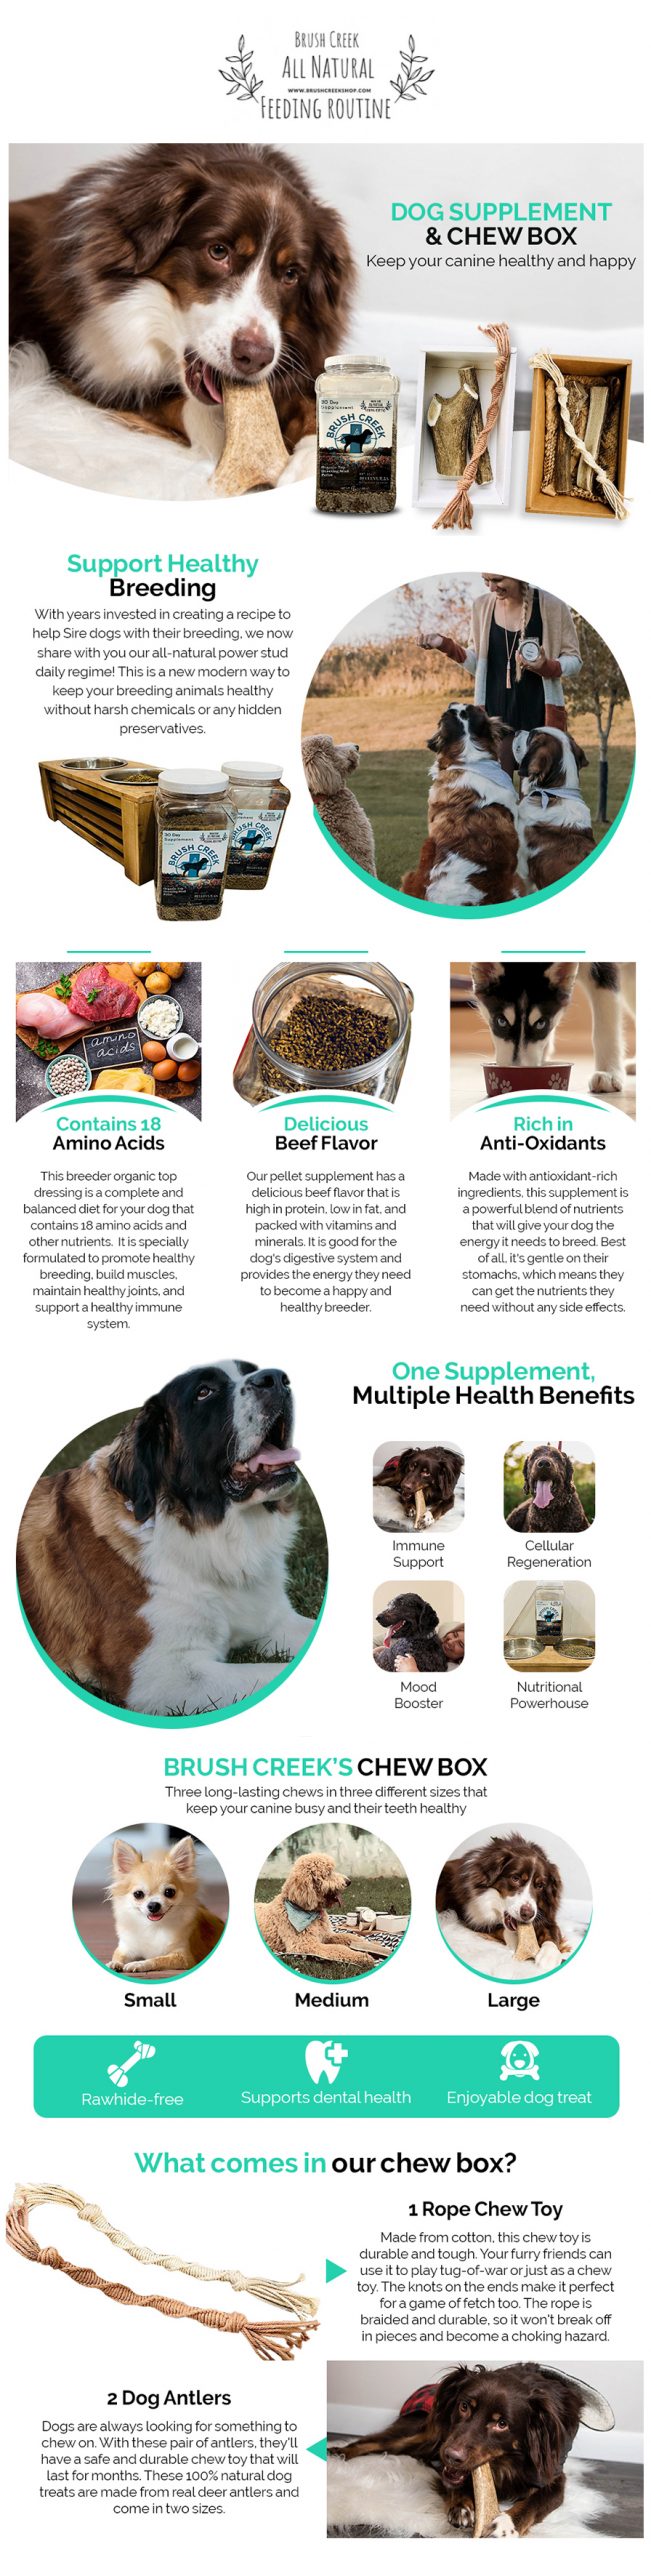 BRUSH CREEK
ALL NATURAL
WWW.BRUSHCREEKSHOP.COM
FEEDING ROUTINE
DOG SUPPLEMENT
& CHEW BOX
Keep your canine healthy and happy
30 Day
Supplement
BRUSH CREEK
Support Healthy
Breeding
With years invested in creating a recipe to
help Sire dogs with their breeding, we now
share with you our all-natural power stud
daily regime! This is a new modern way to
keep your breeding animals healthy
without harsh chemicals or any hidden
preservatives.
30 Day
Supplement
BRUSH CREEK
amino
acids
Contains 18
Amino Acids
This breeder organic top
dressing is a complete and
balanced diet for your dog that
contains 18 amino acids and
other nutrients. It is specially
formulated to promote healthy
breeding, build muscles,
maintain healthy joints, and
support a healthy immune
system.
Delicious
Beef Flavor
Our pellet supplement has a
delicious beef flavor that is
high in protein, low in fat, and
packed with vitamins and
minerals. It is good for the
dog's digestive system and
provides the energy they need
to become a happy and
healthy breeder.
Rich in
Anti-Oxidants
Made with antioxidant-rich
ingredients, this supplement is
a powerful blend of nutrients
that will give your dog the
energy it needs to breed. Best
of all, it's gentle on their
stomachs, which means they
can get the nutrients they
need without any side effects.
One Supplement,
Multiple Health Benefits
Immune
Support
Cellular
Regeneration
Mood
Booster
Nutritional
Powerhouse
BRUSH CREEK'S CHEW BOX
Three long-lasting chews in three different sizes that
keep your canine busy and their teeth healthy
Small
Medium
Large
Rawhide-free
Supports dental health
Enjoyable dog treat
What comes in our chew box?
1 Rope Chew Toy
Made from cotton, this chew toy is
durable and tough. Your furry friends can
use it to play tug-of-war or just as a chew
toy. The knots on the ends make it perfect
for a game of fetch too. The rope is
braided and durable, so it won't break off
in pieces and become a choking hazard.
2 Dog Antlers
Dogs are always looking for something to
chew on. With these pair of antlers, they'll
have a safe and durable chew toy that will
last for months. These 100% natural dog
treats are made from real deer antlers and
come in two sizes.